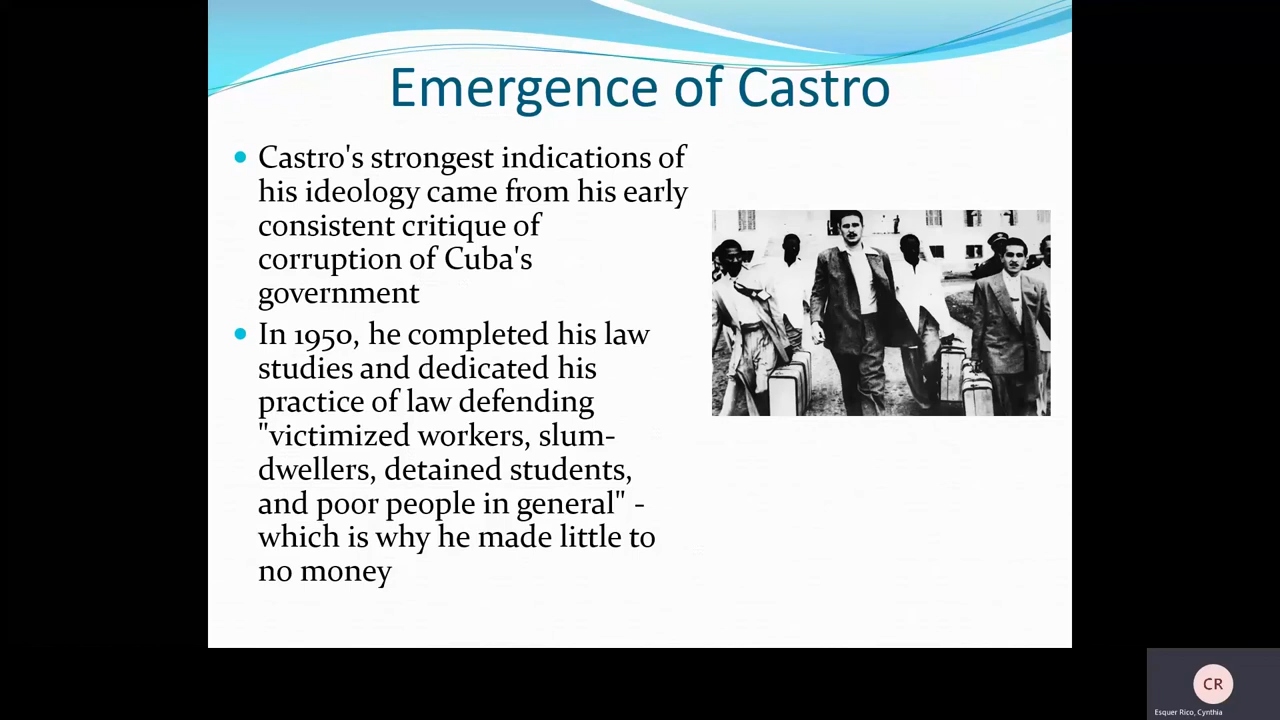 Emergence of Castro
Castro's strongest indications of
his ideology came from his early
consistent critique of
corruption of Cuba's
government
In 1950, he completed his law
studies and dedicated his
practice of law defending
"victimized workers, slum-
dwellers, detained students,
and poor people in general" -
which is why he made little to
no money
CR
Esquer Rico, Cynthia